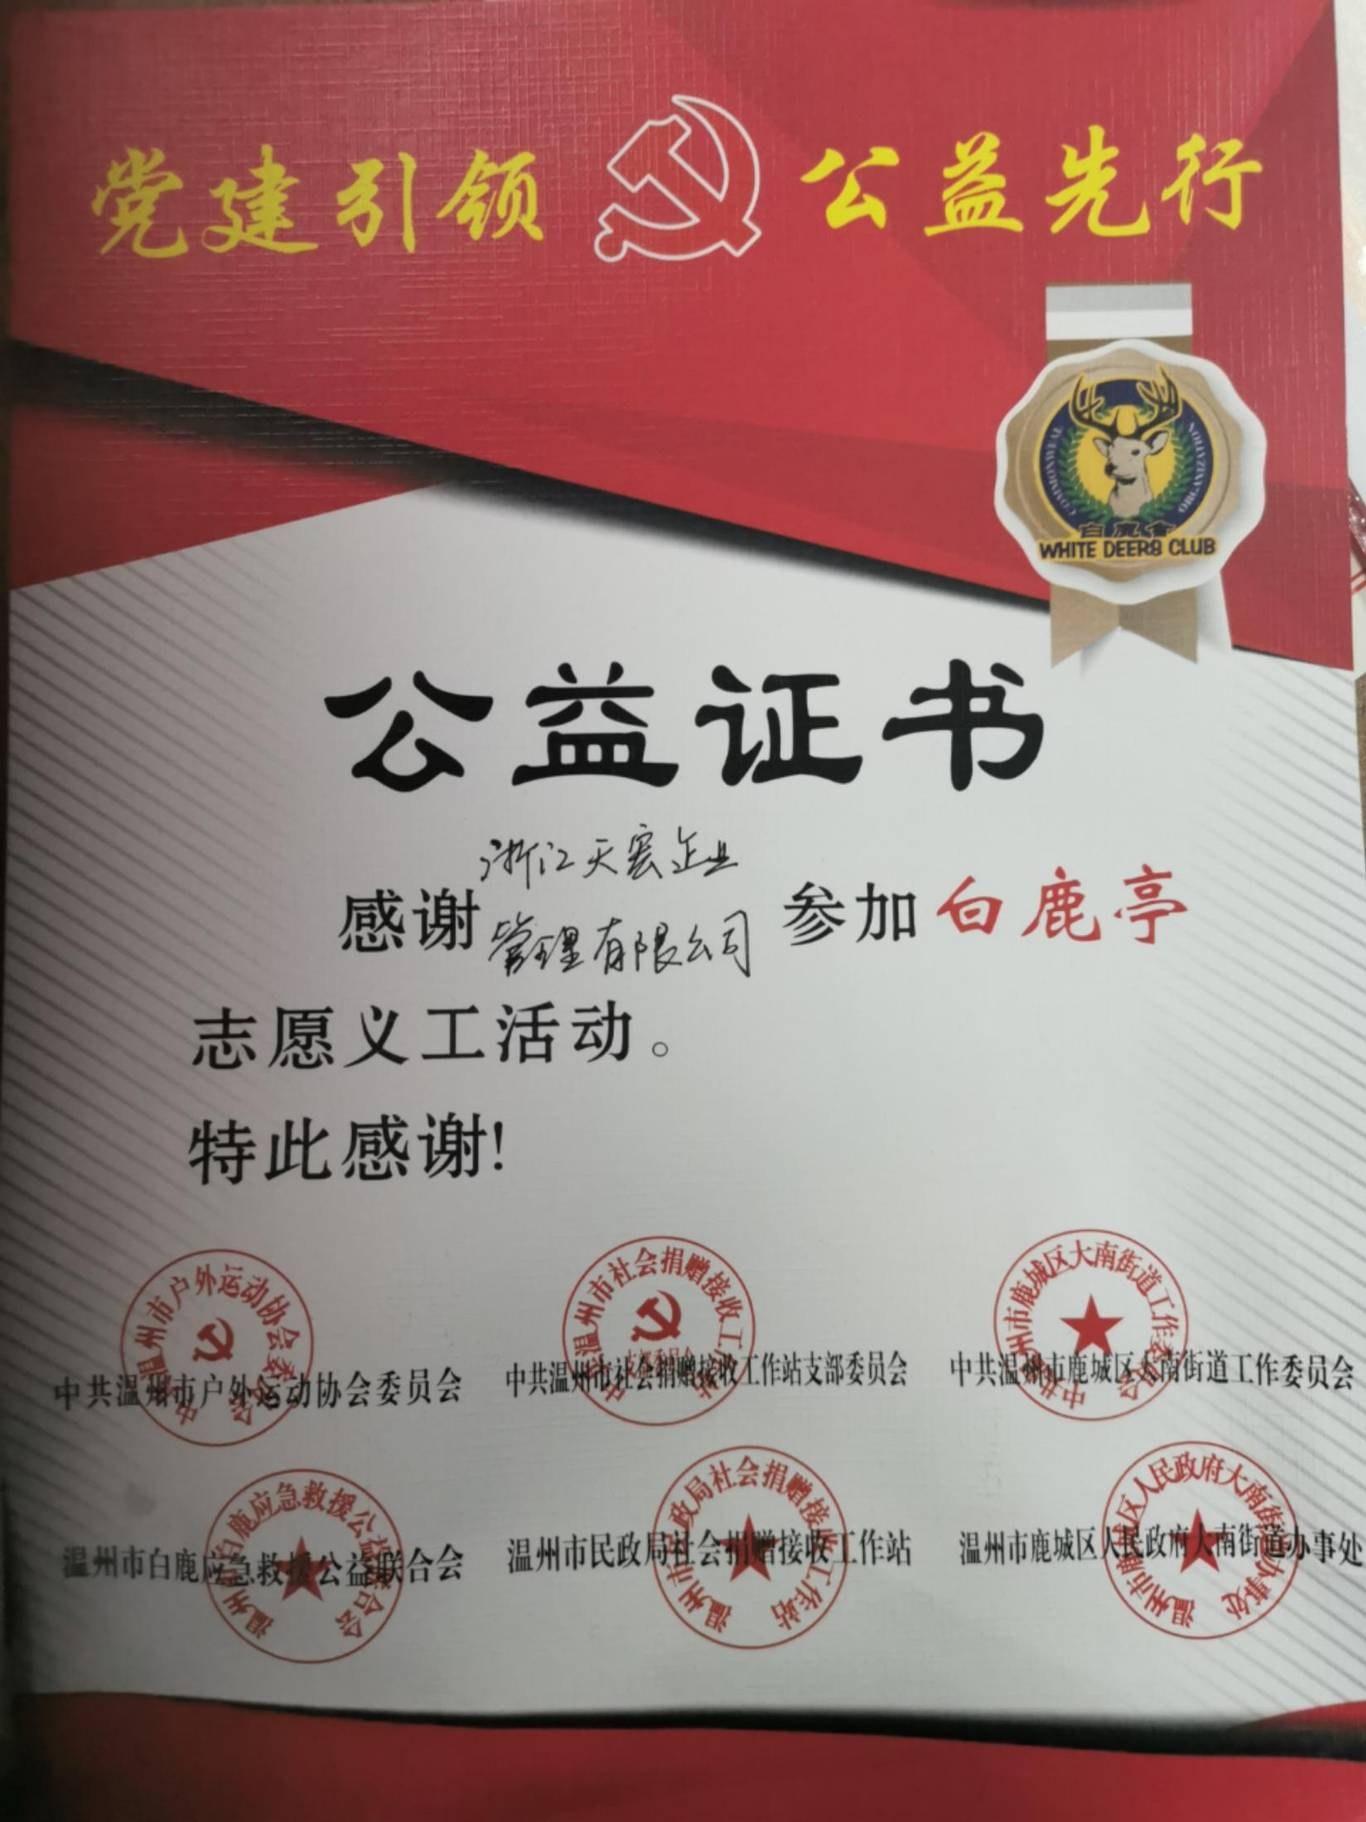 党建引领 公益先行
COMMONWEAL ORGANIZATION
白鹿會
WHITE DEERS CLUB
公益证书
感谢浙江天宏企业管理有限公司参加白鹿亭
志愿义工活动。
特此感谢!
中共温州市户外运动协会委员会
中共温州市社会捐赠接收工作站支部委员会
中共温州市鹿城区大南街道工作委员会
温州市白鹿应急救援公益联合会
温州市民政局社会捐赠接收工作站
温州市鹿城区人民政府大南街道办事处